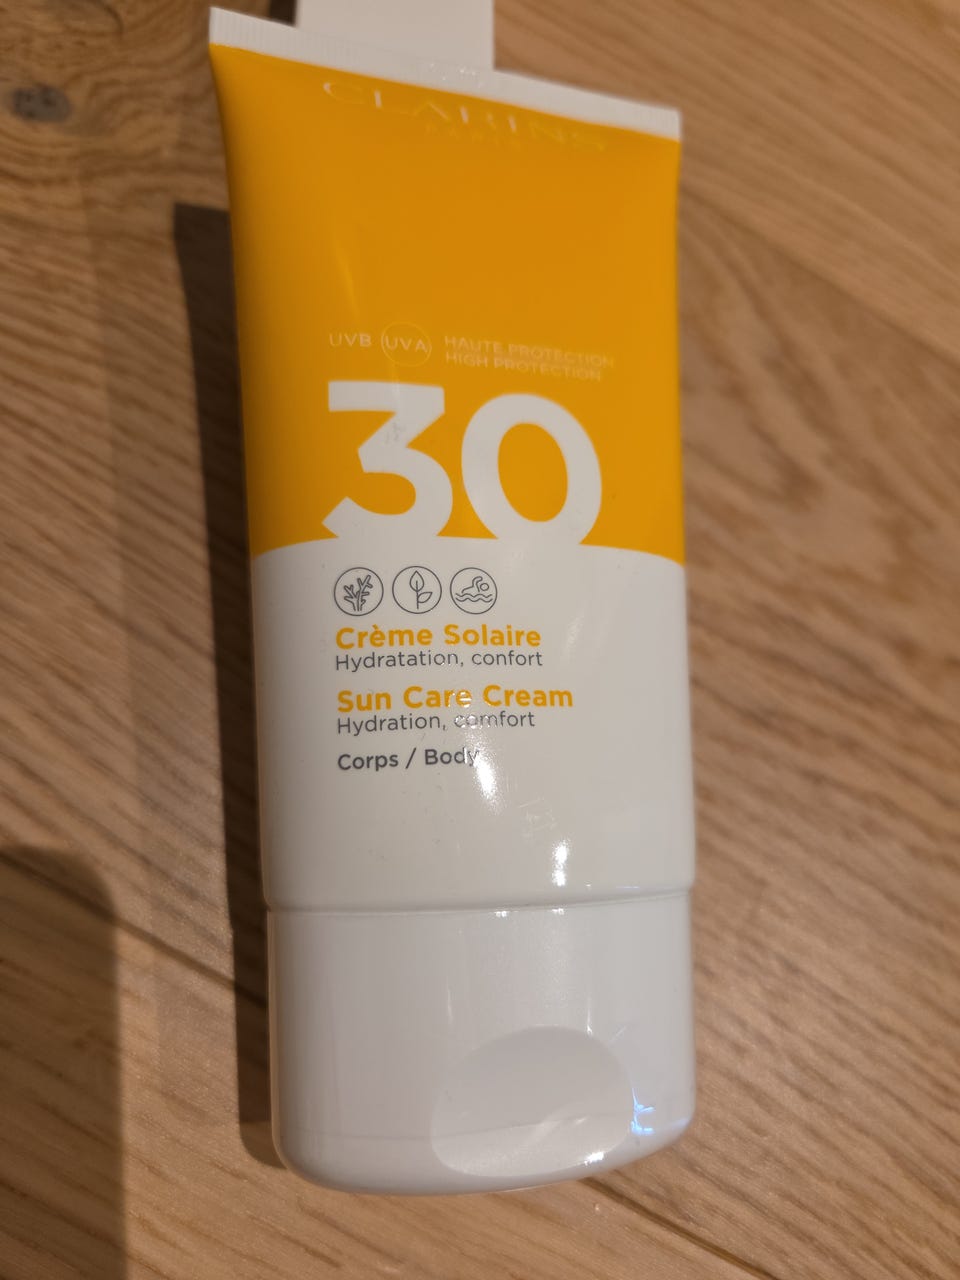 CLARINS
PARIS
UVB UVA HAUTE PROTECTION
HIGH PROTECTION
30
Crème Solaire
Hydratation, confort
Sun Care Cream
Hydration, comfort
Corps / Body